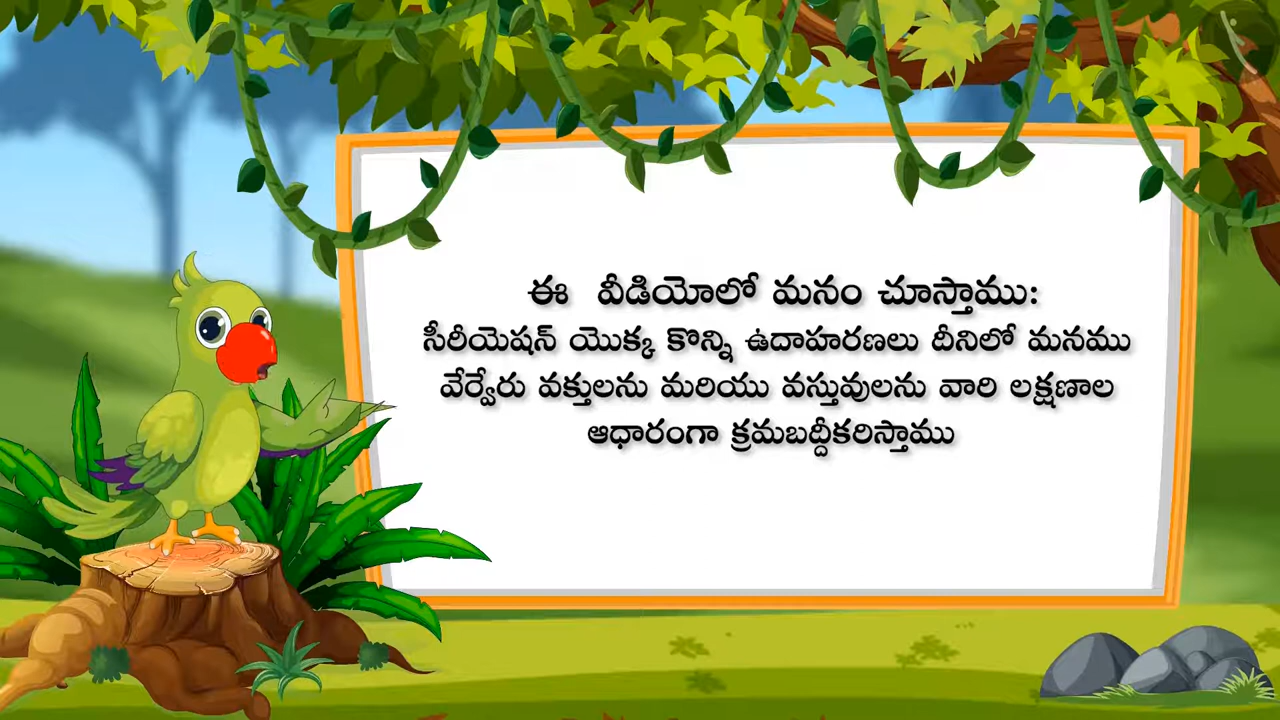 ఈ వీడియోలో మనం చూస్తాము:
సీరీయెషన్ యొక్క కొన్ని ఉదాహరణలు దీనిలో మనము
వేర్వేరు వక్తులను మరియు వస్తువులను వారి లక్షణాల
ఆధారంగా క్రమబద్దీకరిస్తాము